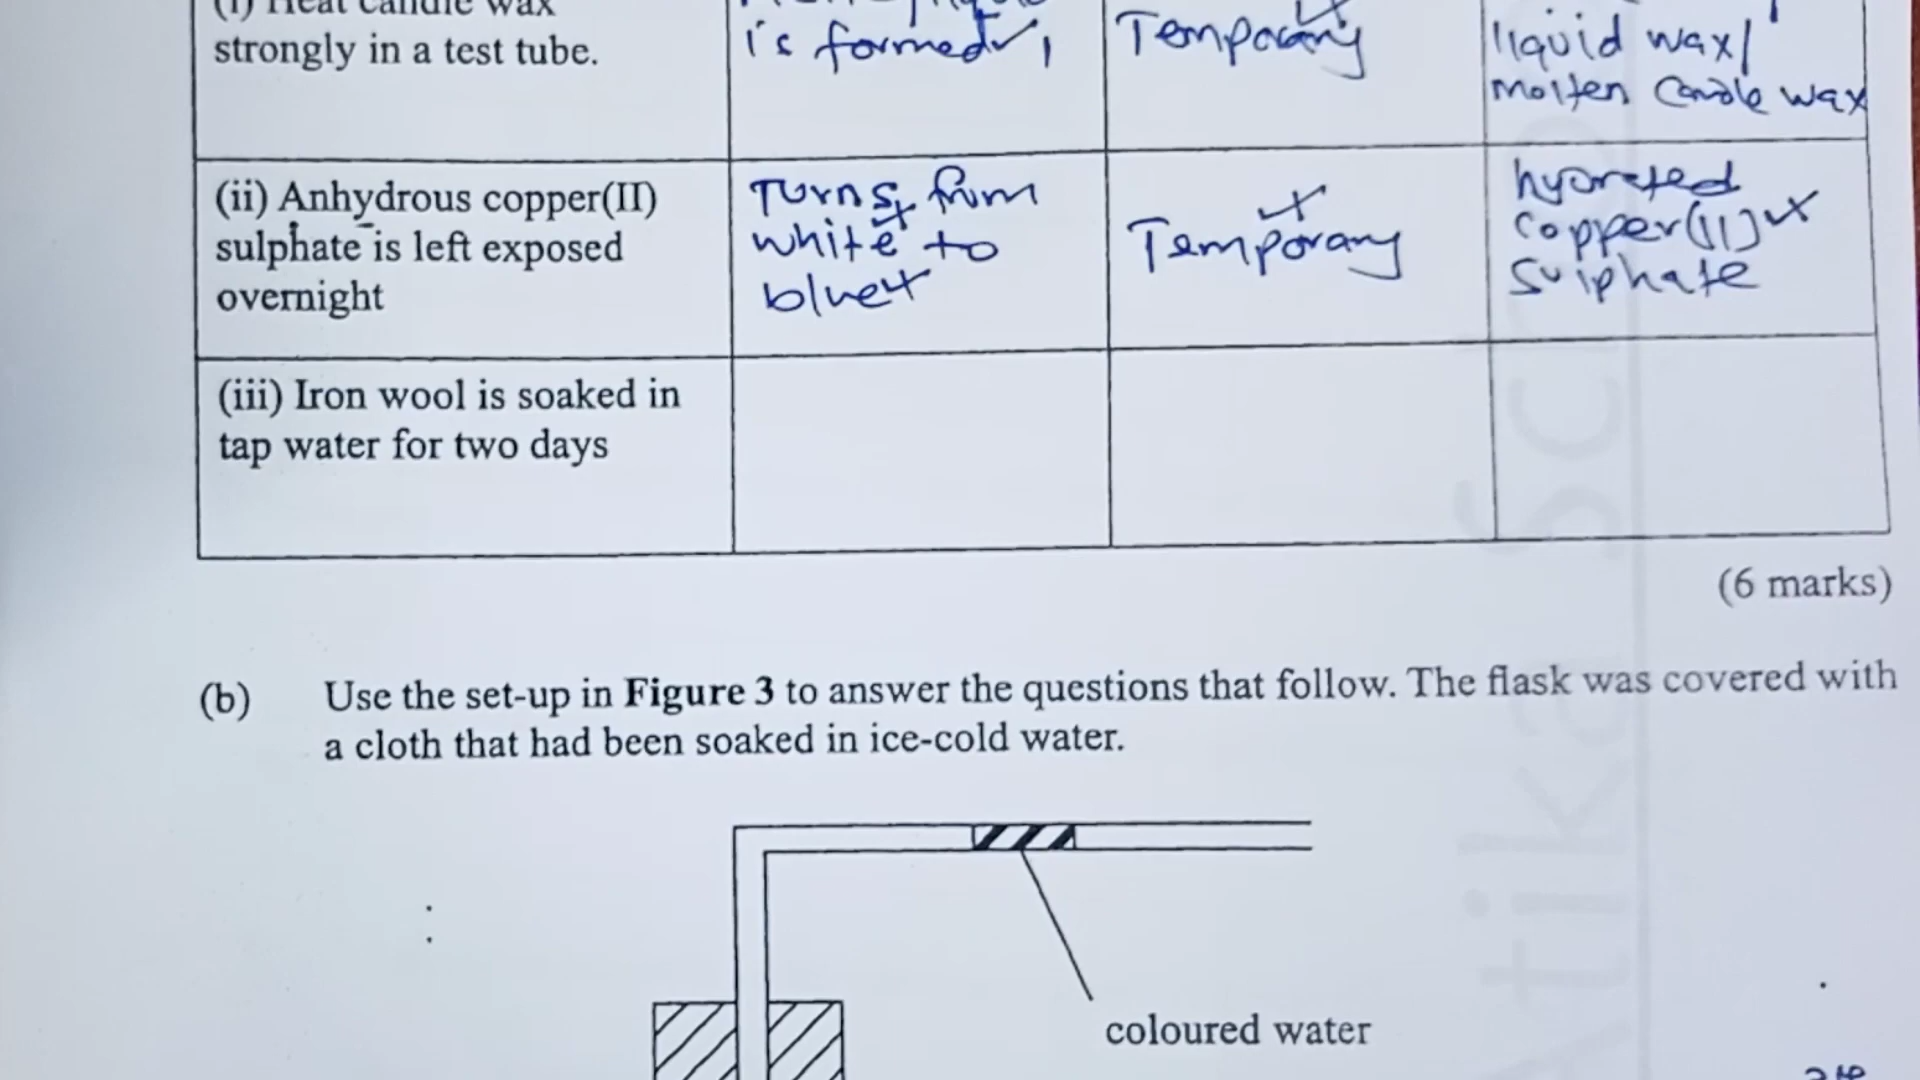 (i) Heat candle wax
strongly in a test tube.
is formed
Temporary
liquid wax/
molten candle wax
(ii) Anhydrous copper(II)
sulphate is left exposed
overnight
Turns from
white to
blue
Temporary
hydrated
copper(II)
sulphate
(iii) Iron wool is soaked in
tap water for two days
(6 marks)
(b) Use the set-up in Figure 3 to answer the questions that follow. The flask was covered with
a cloth that had been soaked in ice-cold water.
coloured water
Atika Scho